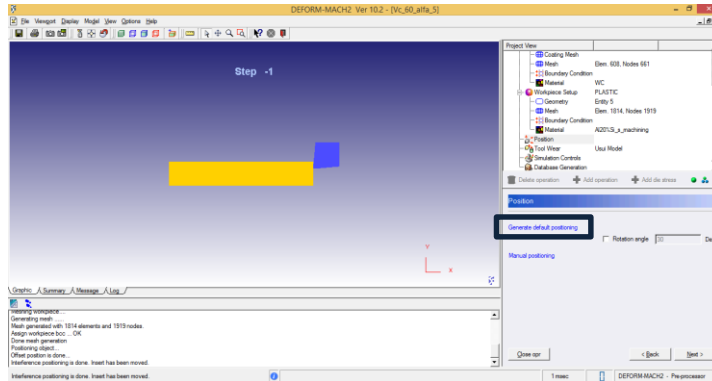 DEFORM-MACH2 Ver 10.2 - [Vc_60_alfa_5]
File Viewport Display Model View Options Help
Step -1
Y
X
Graphic Summary Message Log
Meshing workpiece...
Generating mesh ......
Mesh generated with 1814 elements and 1919 nodes.
Assign workpiece bcc ... OK
Done mesh generation
Positioning object...
Offset position is done...
Interference positioning is done. Insert has been moved.
Project View
Coating Mesh
Mesh Elem. 608, Nodes 661
Boundary Condition
Material WC
Workpiece Setup PLASTIC
Geometry Entity 5
Mesh Elem. 1814, Nodes 1919
Boundary Condition
Material
Position
Tool Wear Usui Model
Simulation Controls
Database Generation
Delete operation Add operation Add die stress
Position
Generate default positioning
Rotation angle 30 De
Manual positioning
Close opr < Back Next >
Interference positioning is done. Insert has been moved. 1 msec DEFORM-MACH2 - Pre-processor